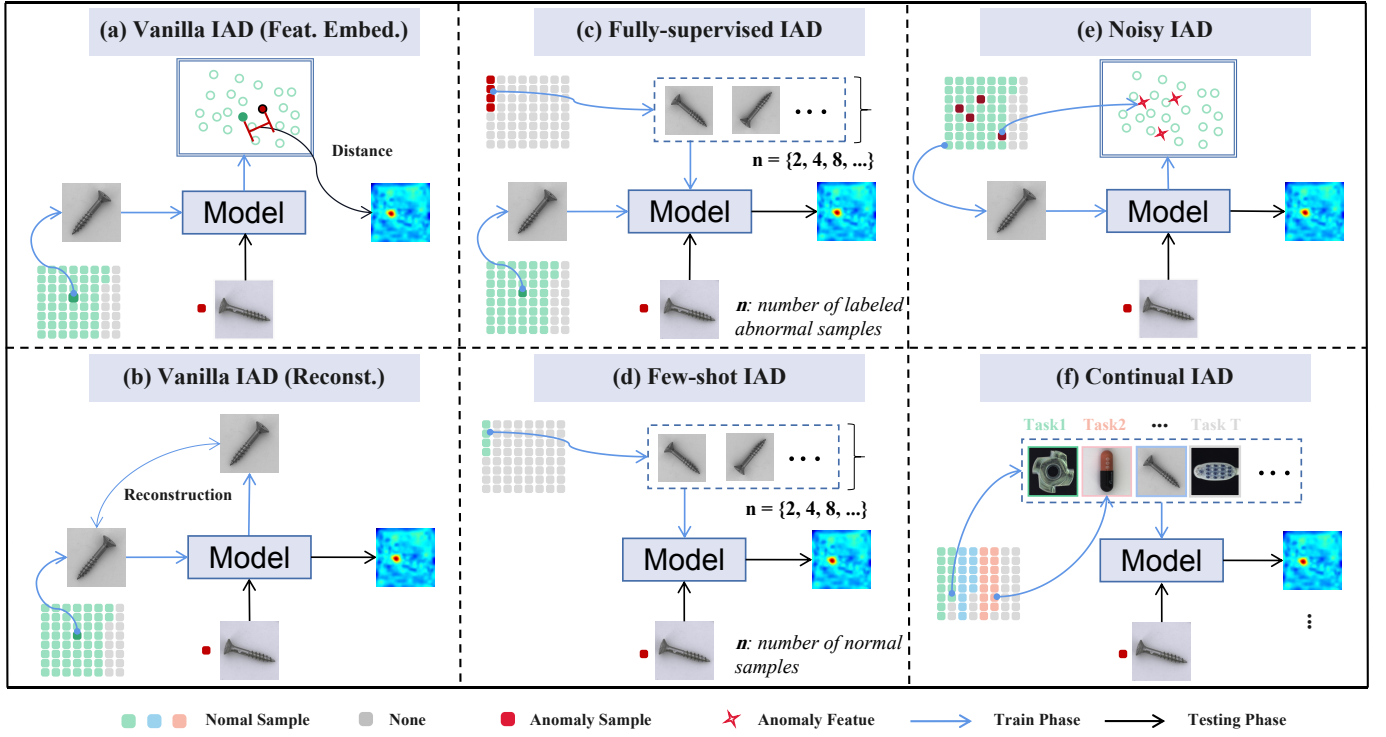 (a) Vanilla IAD (Feat. Embed.)
Distance
Model
(b) Vanilla IAD (Reconst.)
Reconstruction
Model
(c) Fully-supervised IAD
n = {2, 4, 8, ...}
Model
n: number of labeled
abnormal samples
(d) Few-shot IAD
n = {2, 4, 8, ...}
Model
n: number of normal
samples
(e) Noisy IAD
Model
(f) Continual IAD
Task1 Task2 ... Task T
Model
Nomal Sample
None
Anomaly Sample
Anomaly Featue
Train Phase
Testing Phase